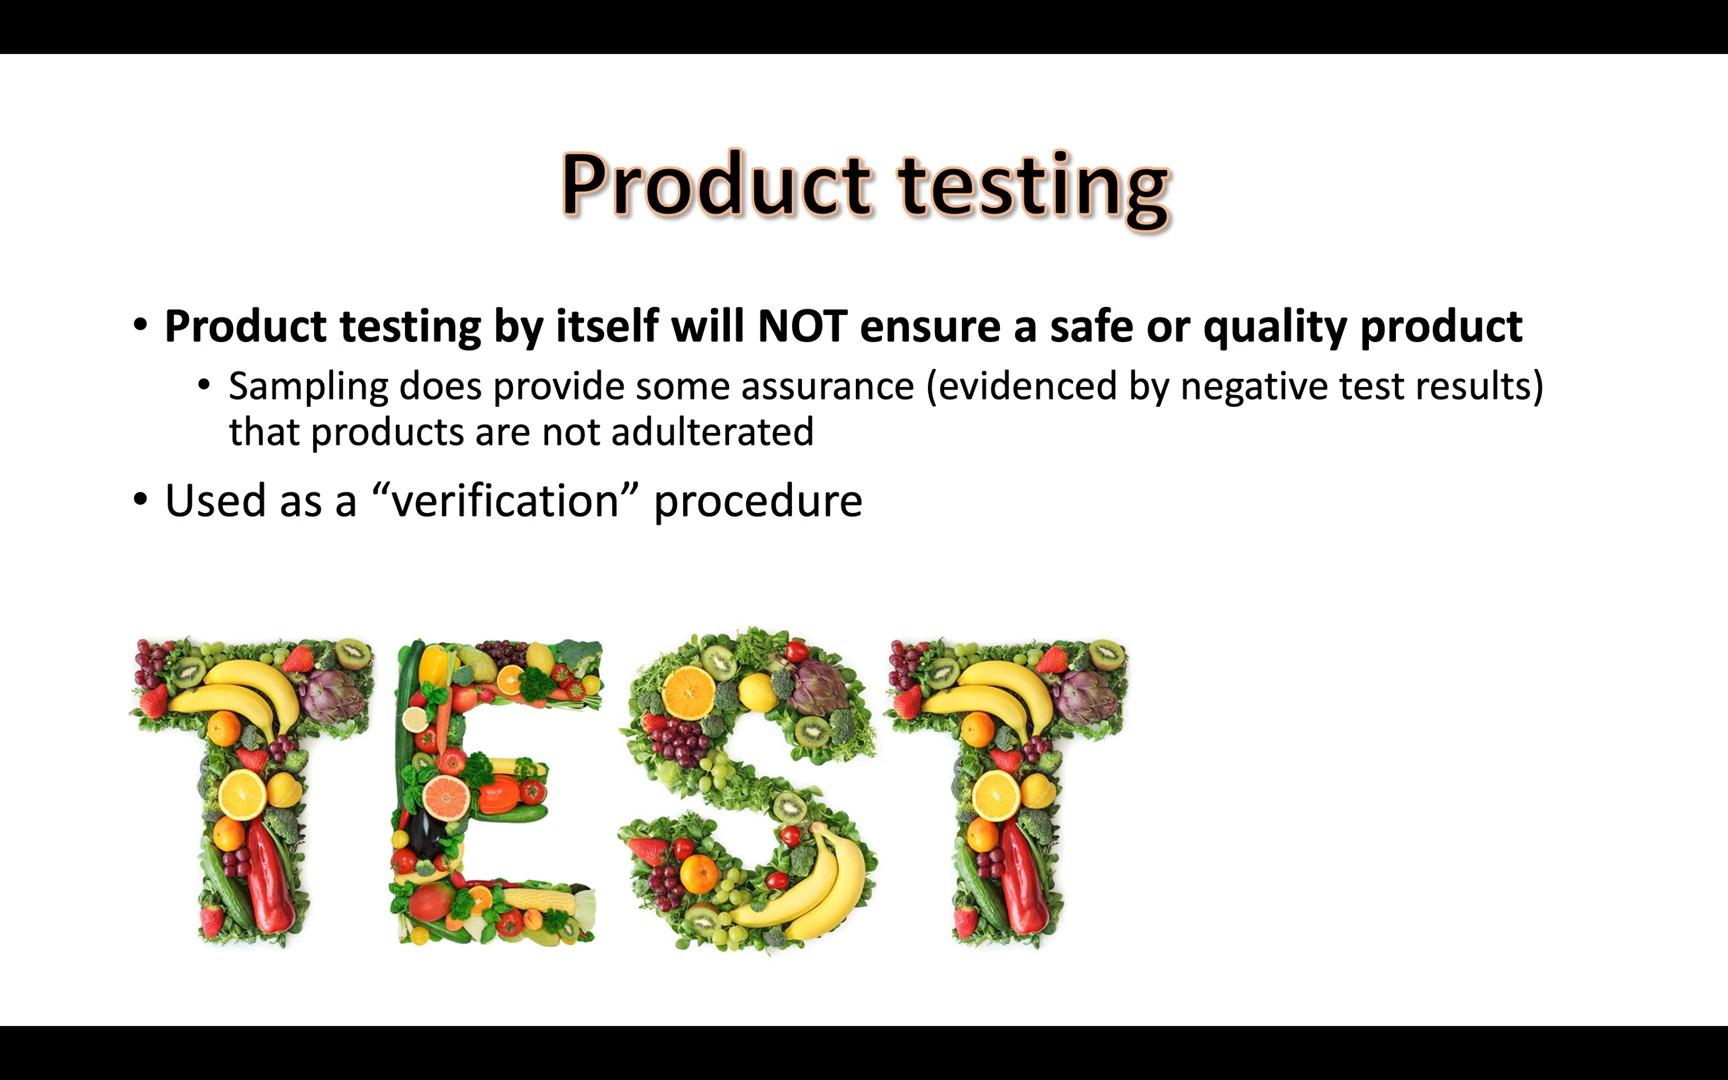 Product testing
• Product testing by itself will NOT ensure a safe or quality product
• Sampling does provide some assurance (evidenced by negative test results)
that products are not adulterated
• Used as a “verification” procedure
TEST